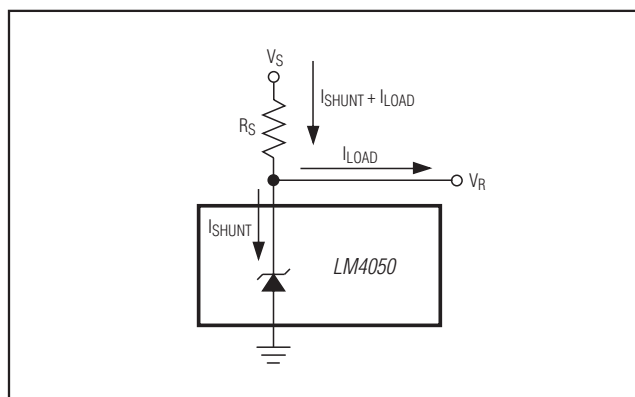 VS
ISHUNT + ILOAD
RS
ILOAD
VR
ISHUNT
LM4050